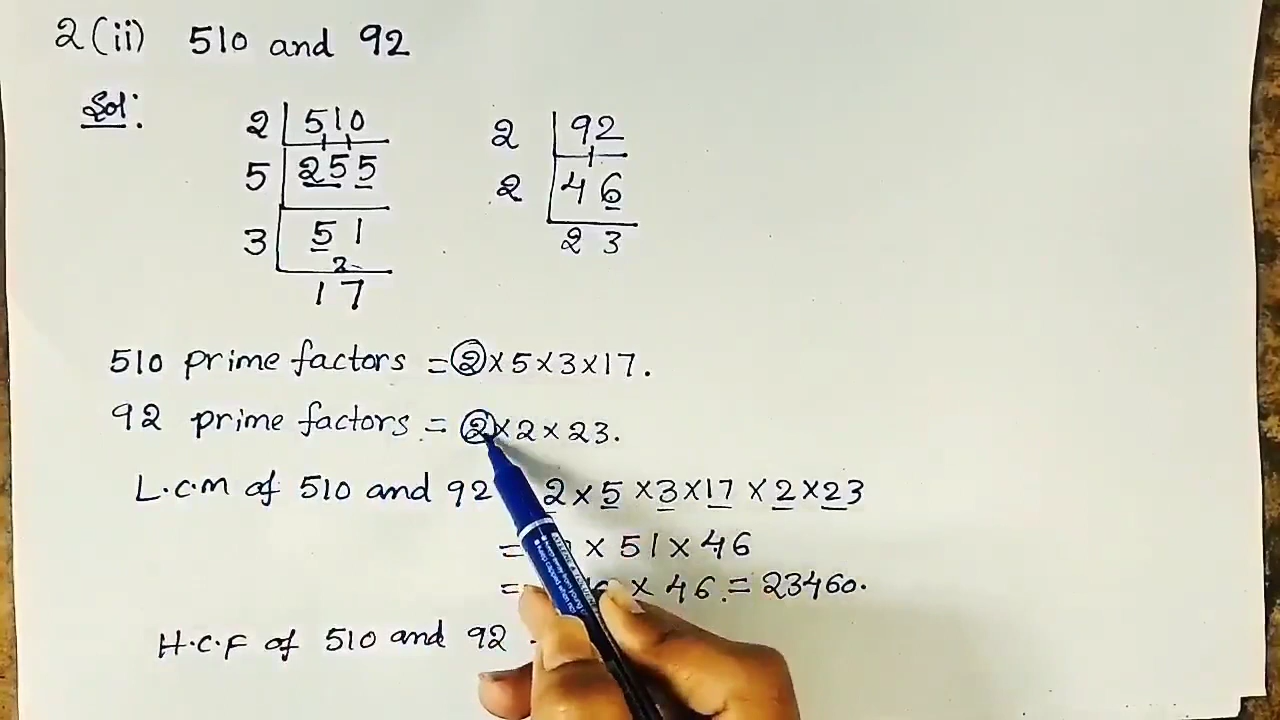 2(ii) 510 and 92
Sol:
2 | 510
5 | 255
3 | 51
2
17
2 | 92
2 | 46
23
510 prime factors = 2×5×3×17.
92 prime factors = 2×2×23.
L.C.M of 510 and 92 2×5×3×17×2×23
= × 51×46
= ×46 = 23460.
H.C.F of 510 and 92